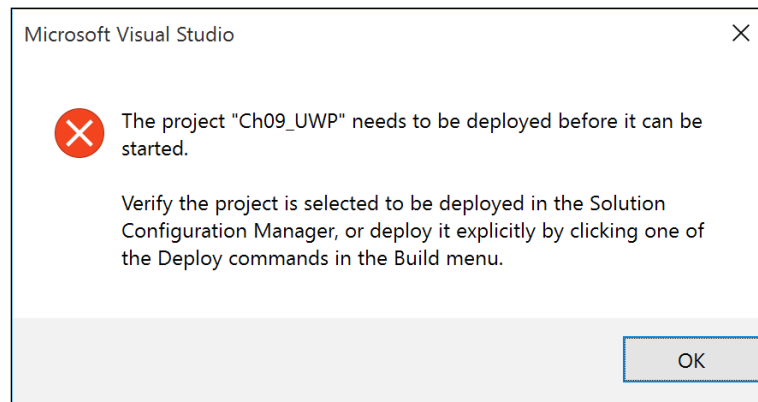 Microsoft Visual Studio
The project "Ch09_UWP" needs to be deployed before it can be
started.
Verify the project is selected to be deployed in the Solution
Configuration Manager, or deploy it explicitly by clicking one of
the Deploy commands in the Build menu.
OK